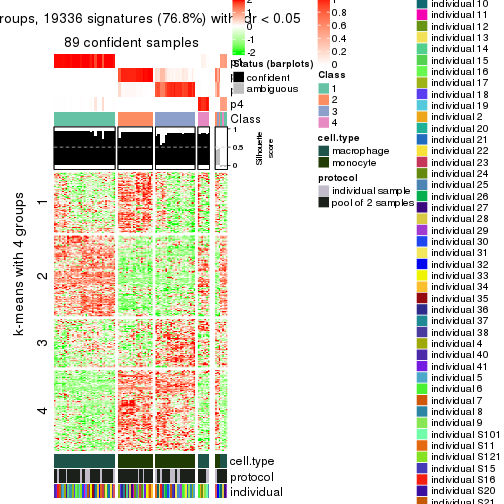 roups, 19336 signatures (76.8%) with fdr < 0.05
89 confident samples
p4
Class
1
0.5
0
Silhouette
score
k-means with 4 groups
1
2
3
4
cell.type
protocol
individual
2
1
0
-1
-2
Status (barplots)
confident
ambiguous
0.8
0.6
0.4
0.2
0
Class
1
2
3
4
cell.type
macrophage
monocyte
protocol
individual sample
pool of 2 samples
individual 10
individual 11
individual 12
individual 13
individual 14
individual 15
individual 16
individual 17
individual 18
individual 19
individual 2
individual 20
individual 21
individual 22
individual 23
individual 24
individual 25
individual 26
individual 27
individual 28
individual 29
individual 30
individual 31
individual 32
individual 33
individual 34
individual 35
individual 36
individual 37
individual 38
individual 4
individual 40
individual 41
individual 5
individual 6
individual 7
individual 8
individual 9
individual S101
individual S11
individual S121
individual S15
individual S16
individual S20
individual S21